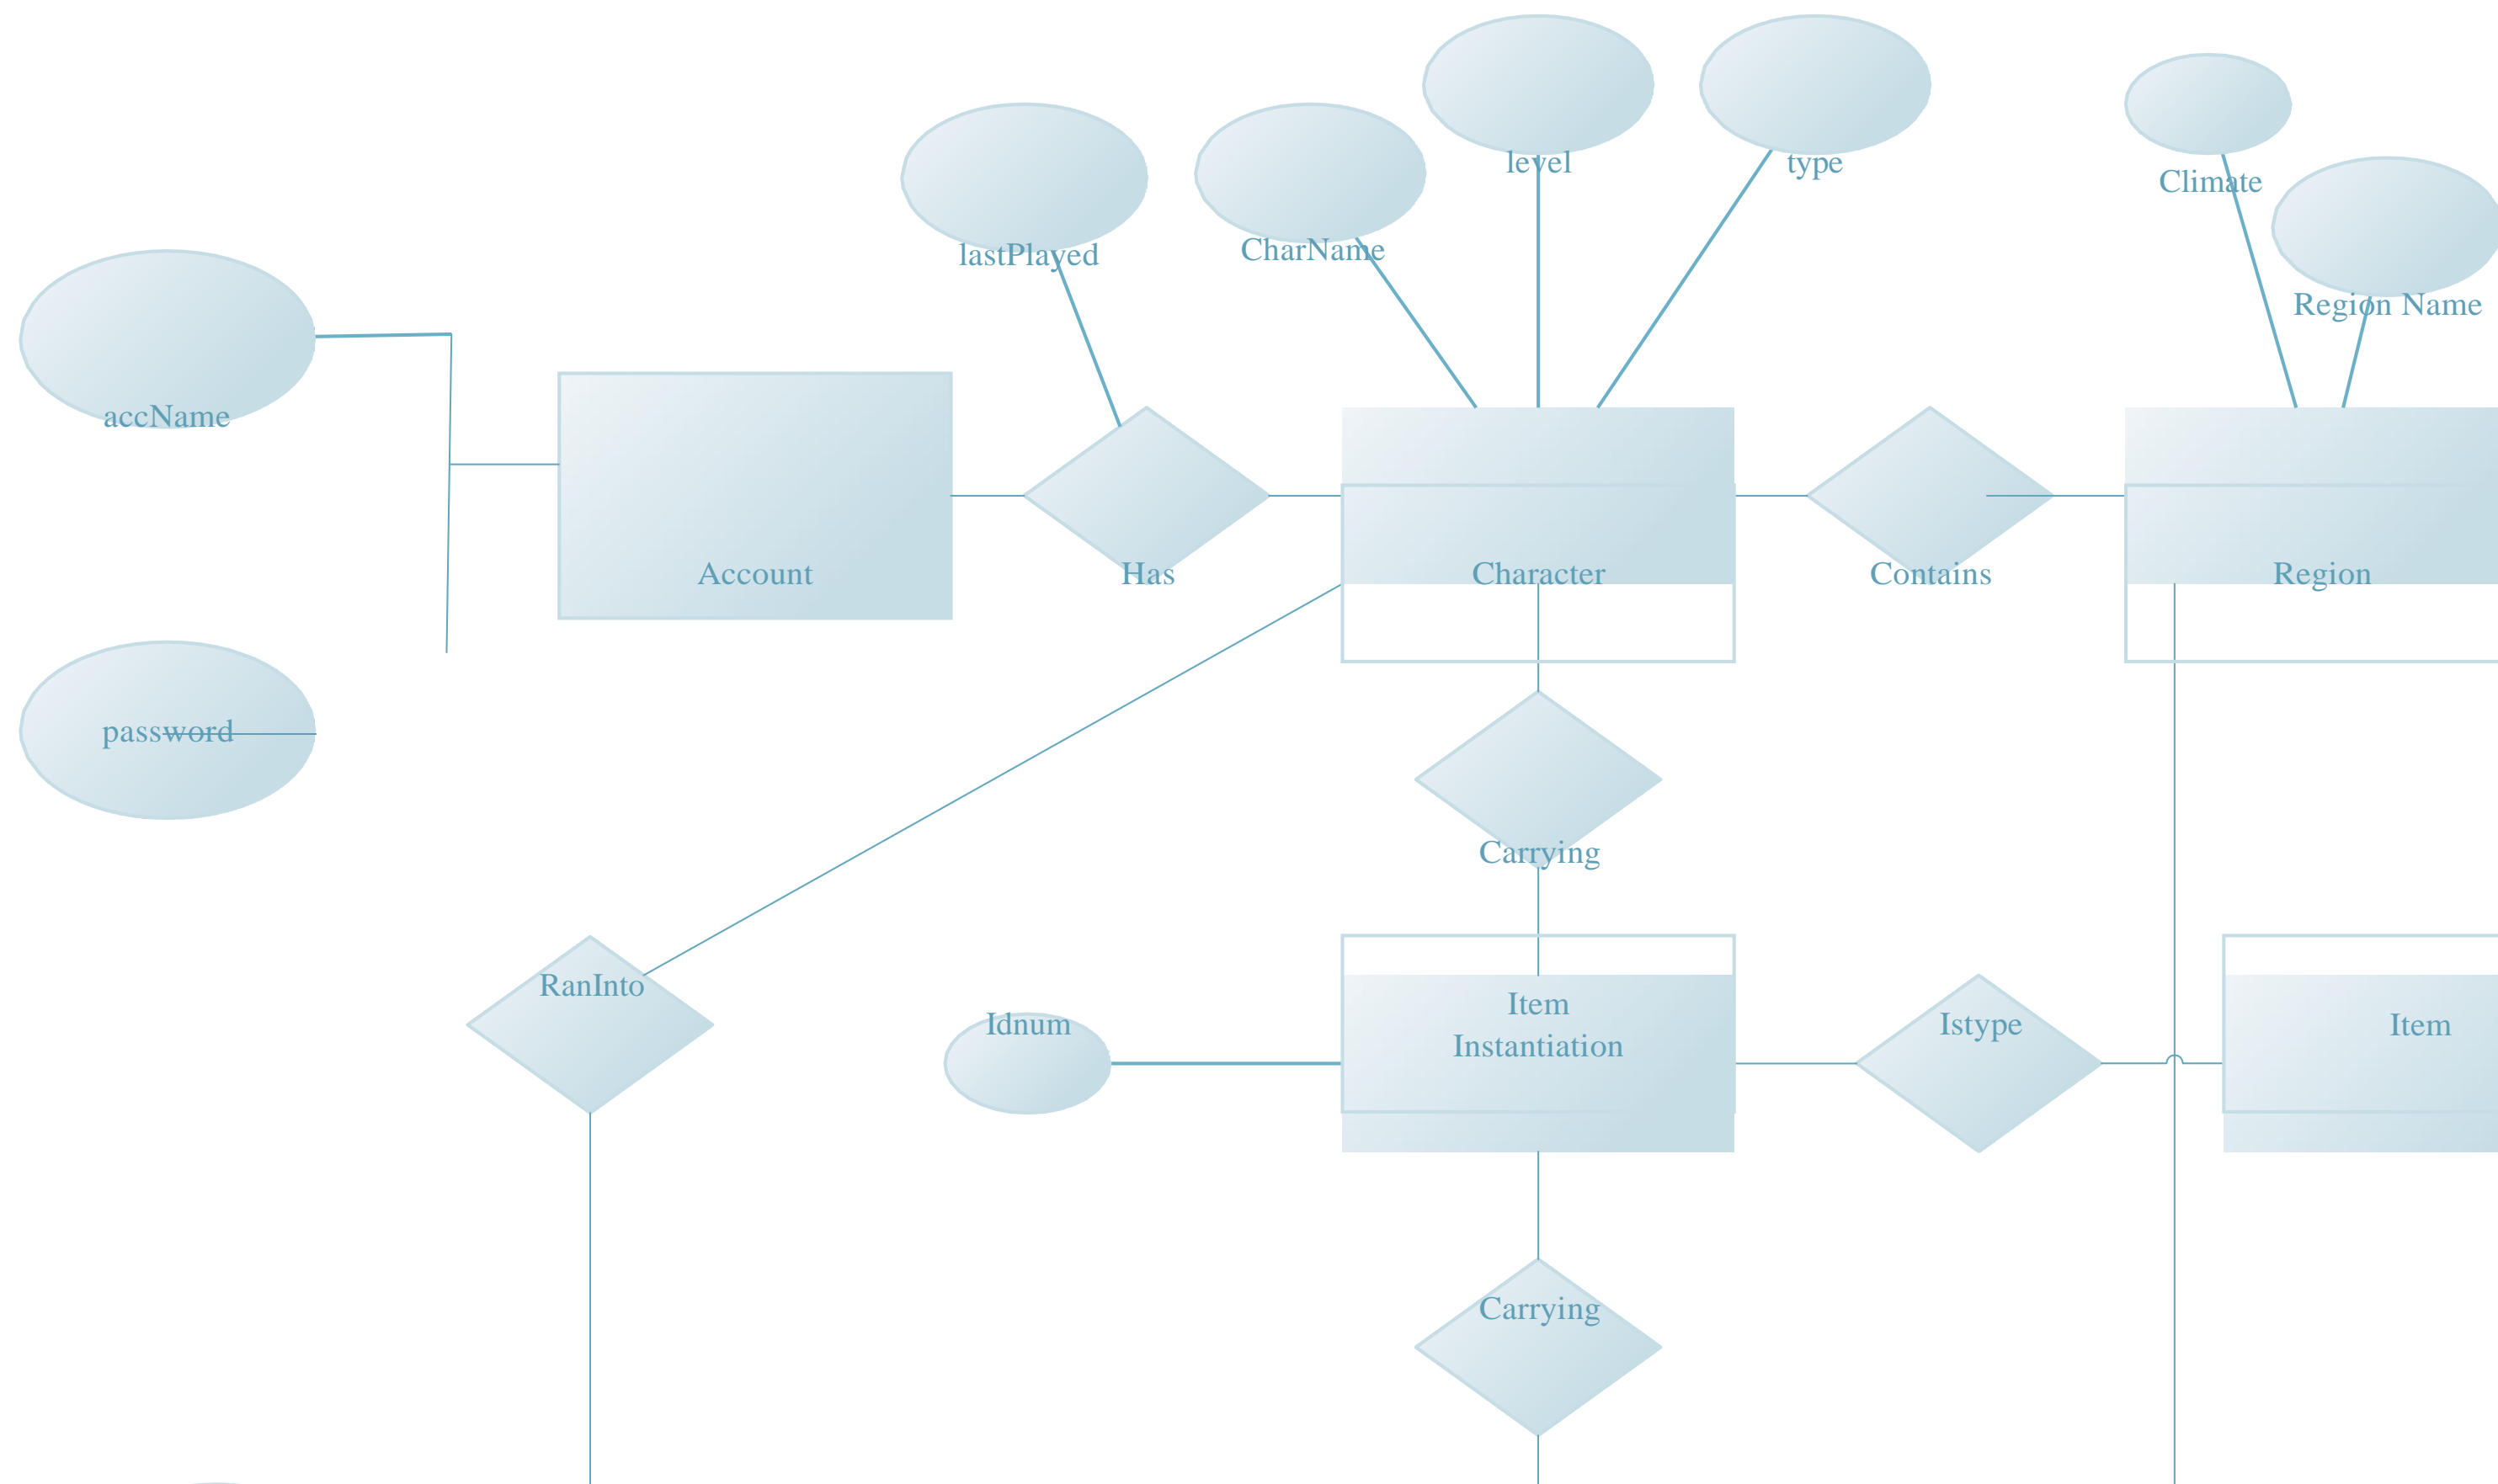 level
type
Climate
lastPlayed
CharName
Region Name
accName
Account
Has
Character
Contains
Region
password
Carrying
RanInto
Idnum
Item
Instantiation
Istype
Item
Carrying